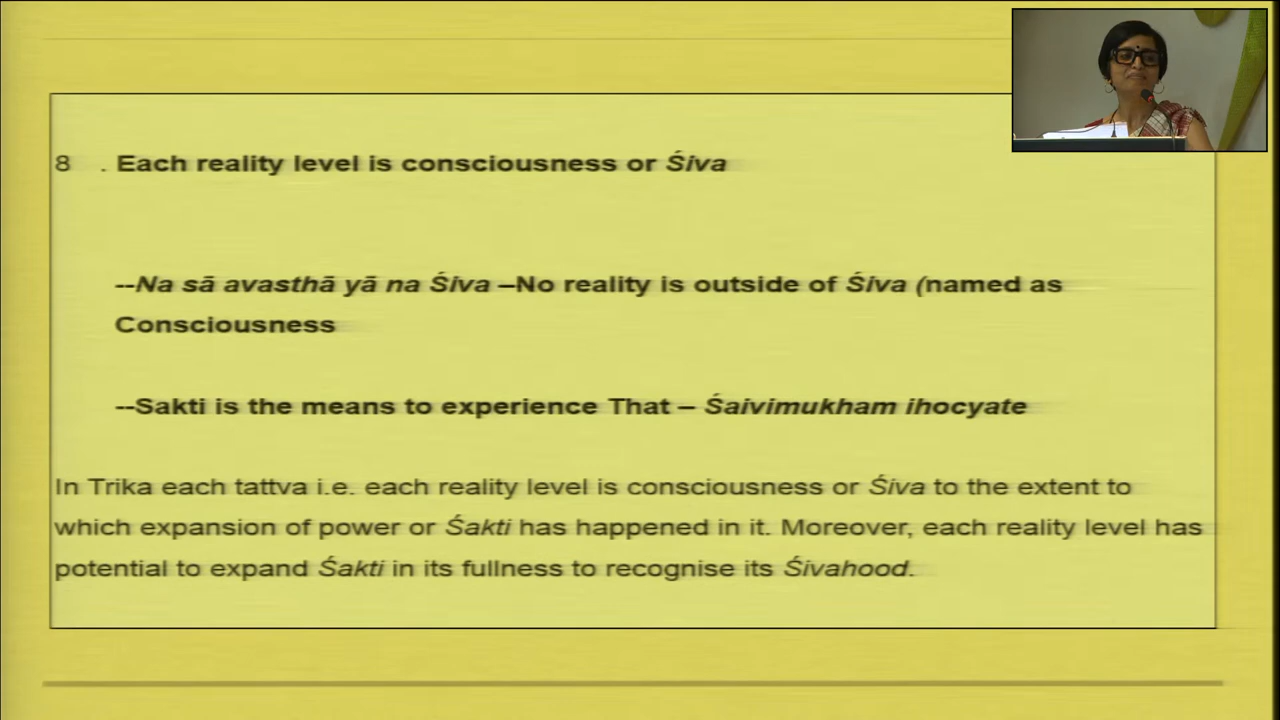 8 . Each reality level is consciousness or Śiva
--Na sā avasthā yā na Śiva –No reality is outside of Śiva (named as
Consciousness
--Sakti is the means to experience That – Śaivimukham ihocyate
In Trika each tattva i.e. each reality level is consciousness or Śiva to the extent to
which expansion of power or Śakti has happened in it. Moreover, each reality level has
potential to expand Śakti in its fullness to recognise its Śivahood.